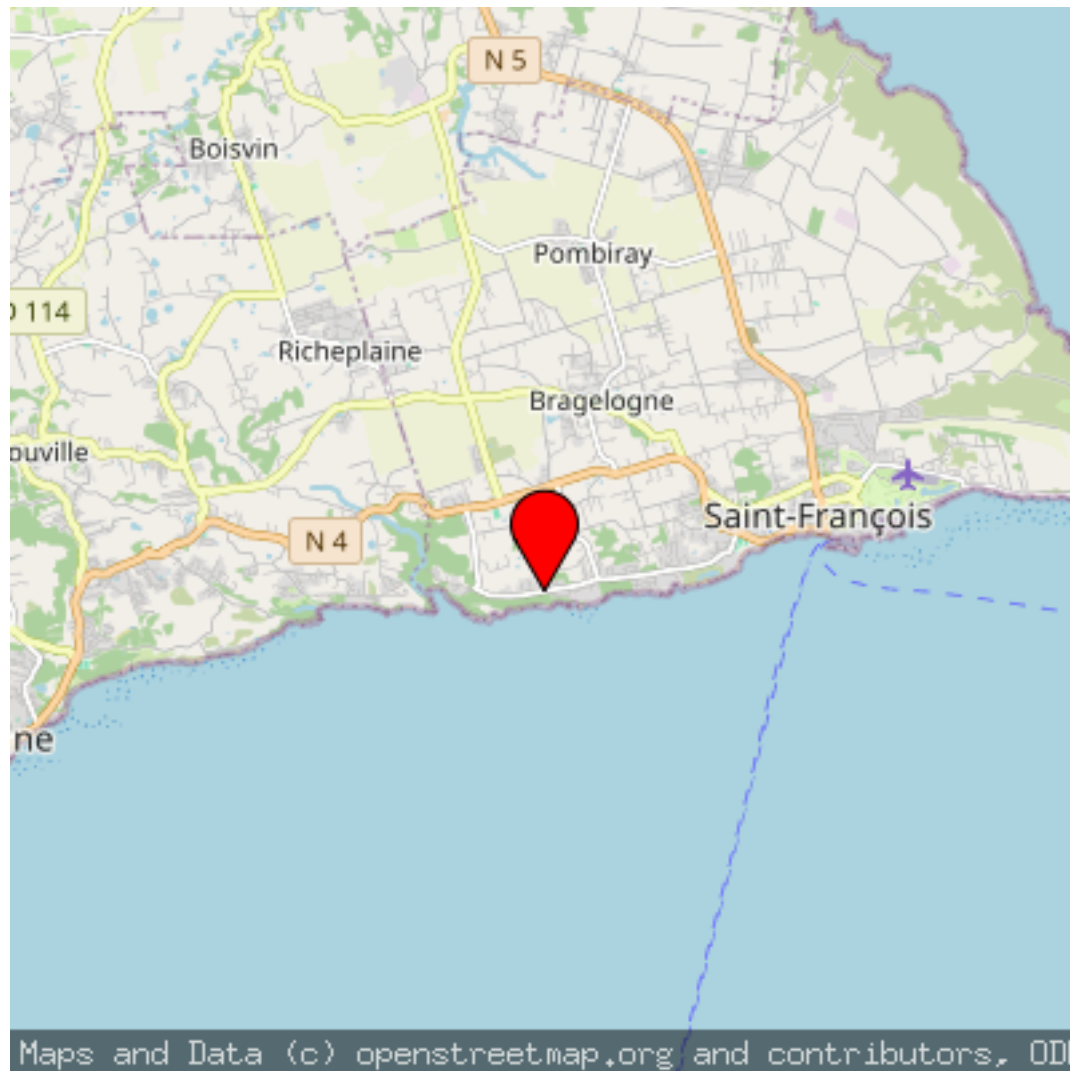 N 5
Boisvin
Pombiray
114
Richeplaine
Bragelogne
ouville
Saint-François
N 4
ne
Maps and Data (c) openstreetmap.org and contributors, OD